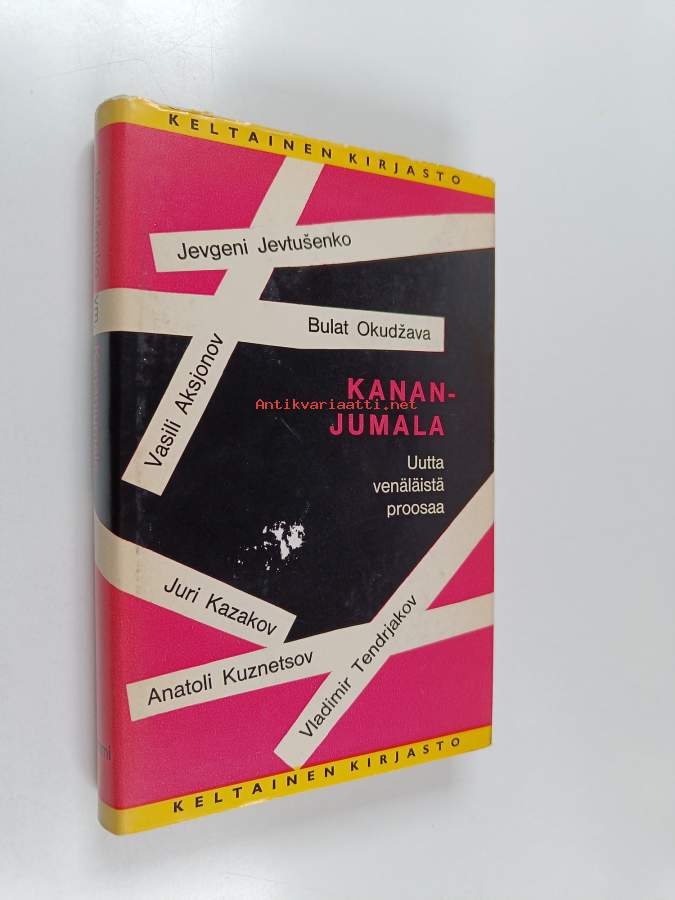 KELTAINEN KIRJASTO
Jevgeni Jevtušenko
Bulat Okudžava
Vasili Aksjonov
KANAN-
Antikvariaatti.net
JUMALA
Uutta
venäläistä
proosaa
Juri Kazakov
Anatoli Kuznetsov
Vladimir Tendrjakov
KELTAINEN KIRJASTO